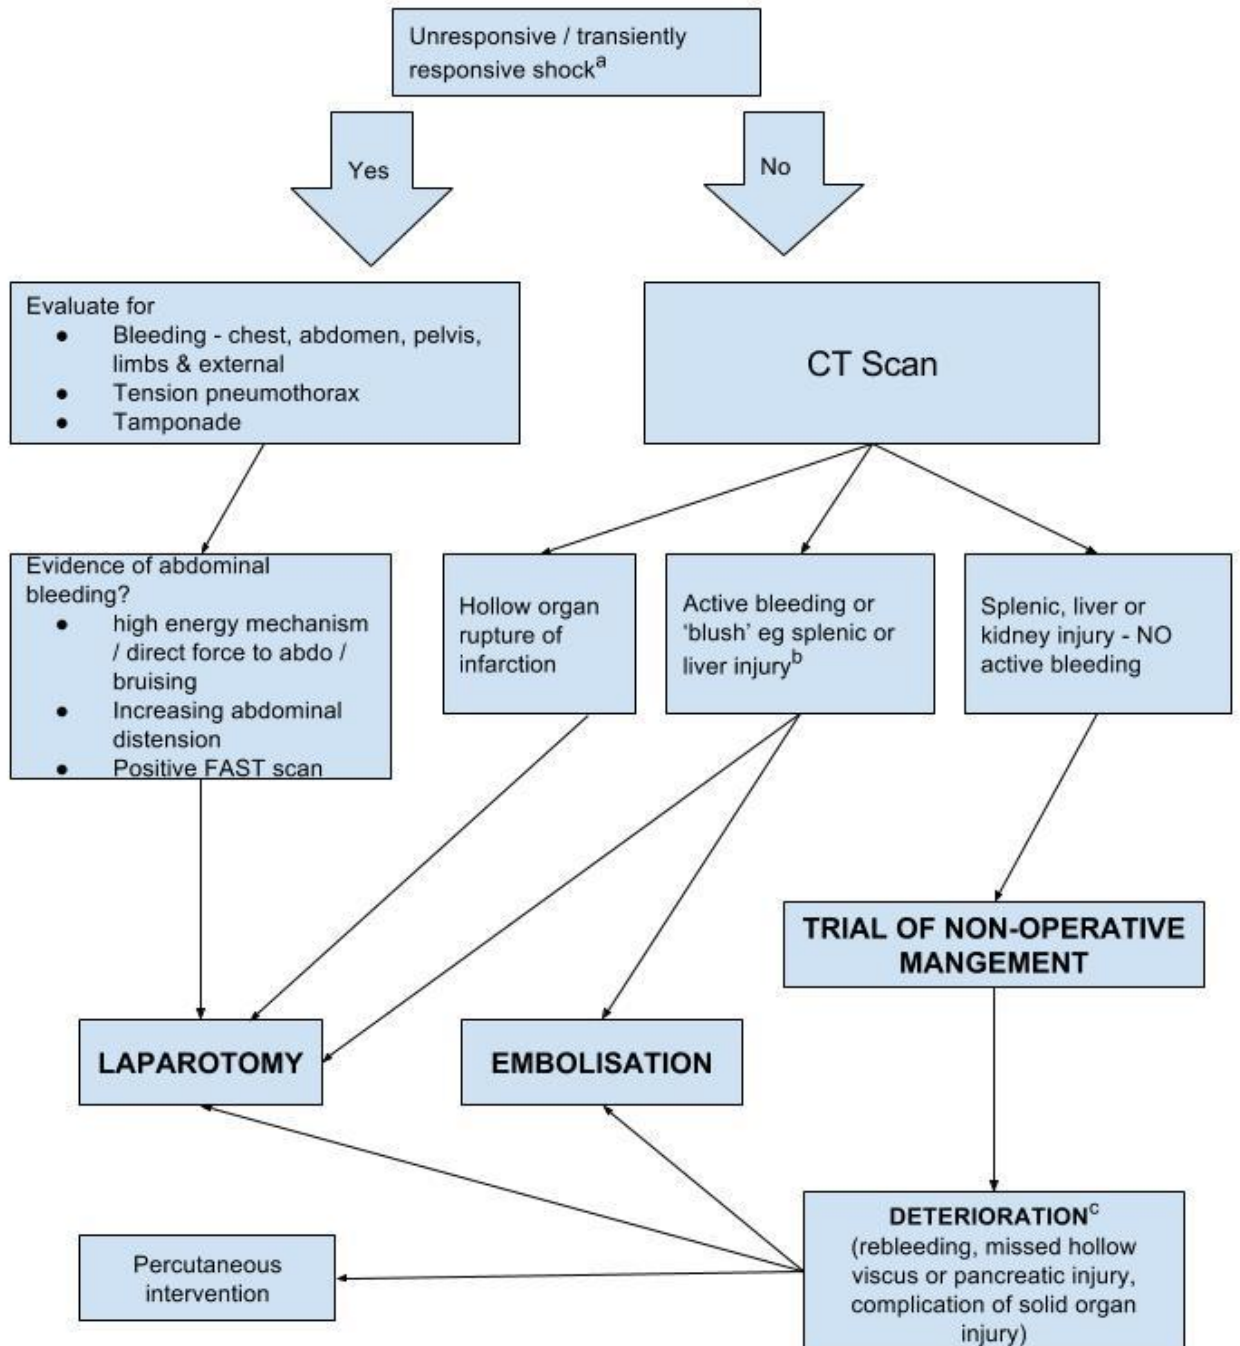 Unresponsive / transiently
responsive shockᵃ
Yes
No
Evaluate for
● Bleeding - chest, abdomen, pelvis,
limbs & external
● Tension pneumothorax
● Tamponade
CT Scan
Evidence of abdominal
bleeding?
● high energy mechanism
/ direct force to abdo /
bruising
● Increasing abdominal
distension
● Positive FAST scan
Hollow organ
rupture of
infarction
Active bleeding or
‘blush’ eg splenic or
liver injuryᵇ
Splenic, liver or
kidney injury - NO
active bleeding
TRIAL OF NON-OPERATIVE
MANGEMENT
LAPAROTOMY
EMBOLISATION
DETERIORATIONᶜ
(rebleeding, missed hollow
viscus or pancreatic injury,
complication of solid organ
injury)
Percutaneous
intervention